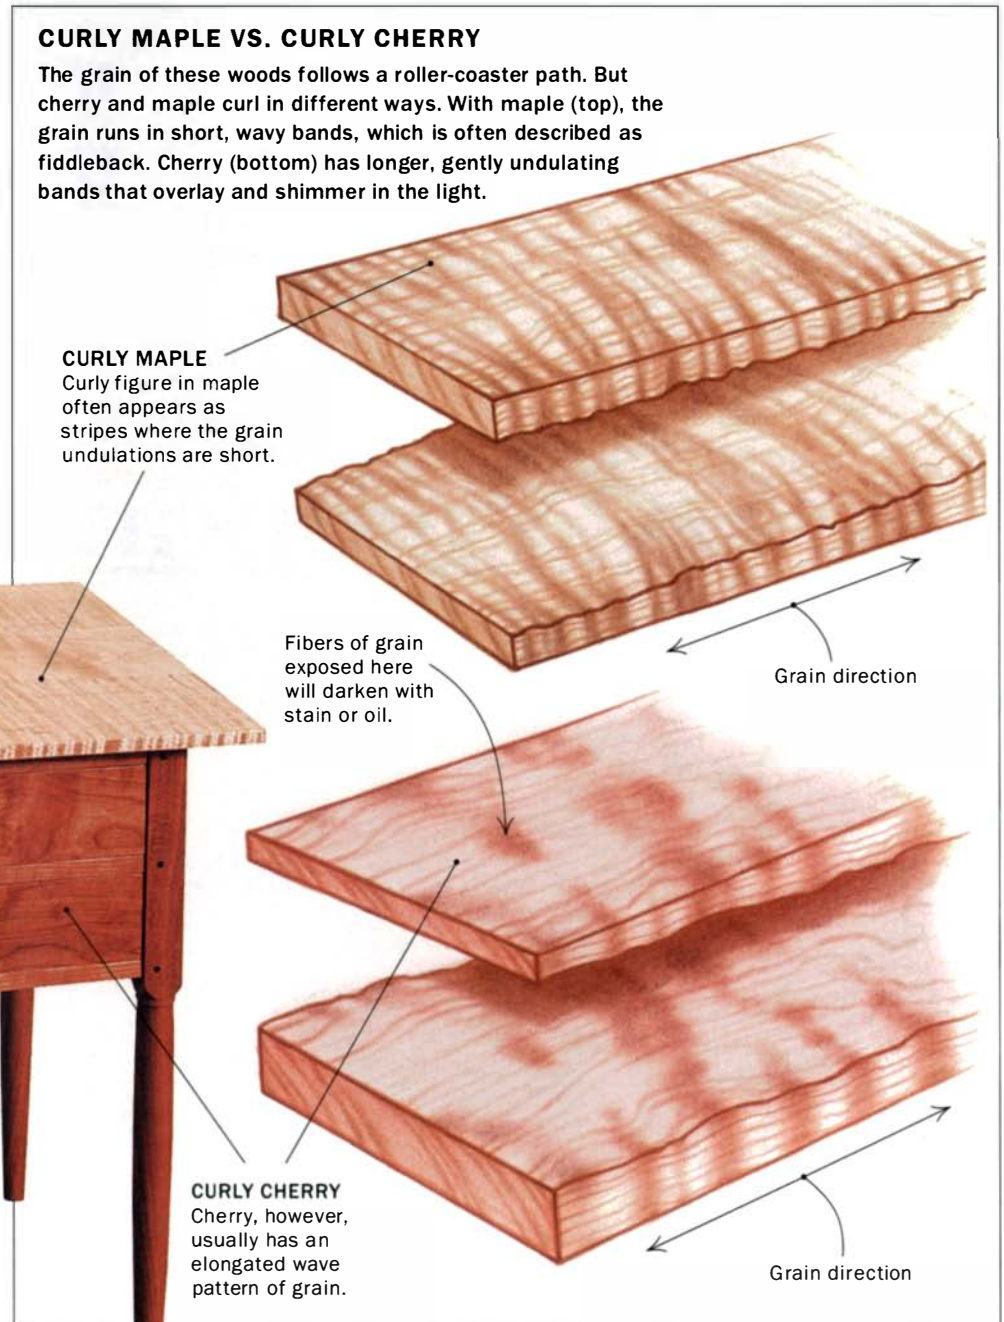 CURLY MAPLE VS. CURLY CHERRY
The grain of these woods follows a roller-coaster path. But
cherry and maple curl in different ways. With maple (top), the
grain runs in short, wavy bands, which is often described as
fiddleback. Cherry (bottom) has longer, gently undulating
bands that overlay and shimmer in the light.
CURLY MAPLE
Curly figure in maple
often appears as
stripes where the grain
undulations are short.
Fibers of grain
exposed here
will darken with
stain or oil.
Grain direction
CURLY CHERRY
Cherry, however,
usually has an
elongated wave
pattern of grain.
Grain direction